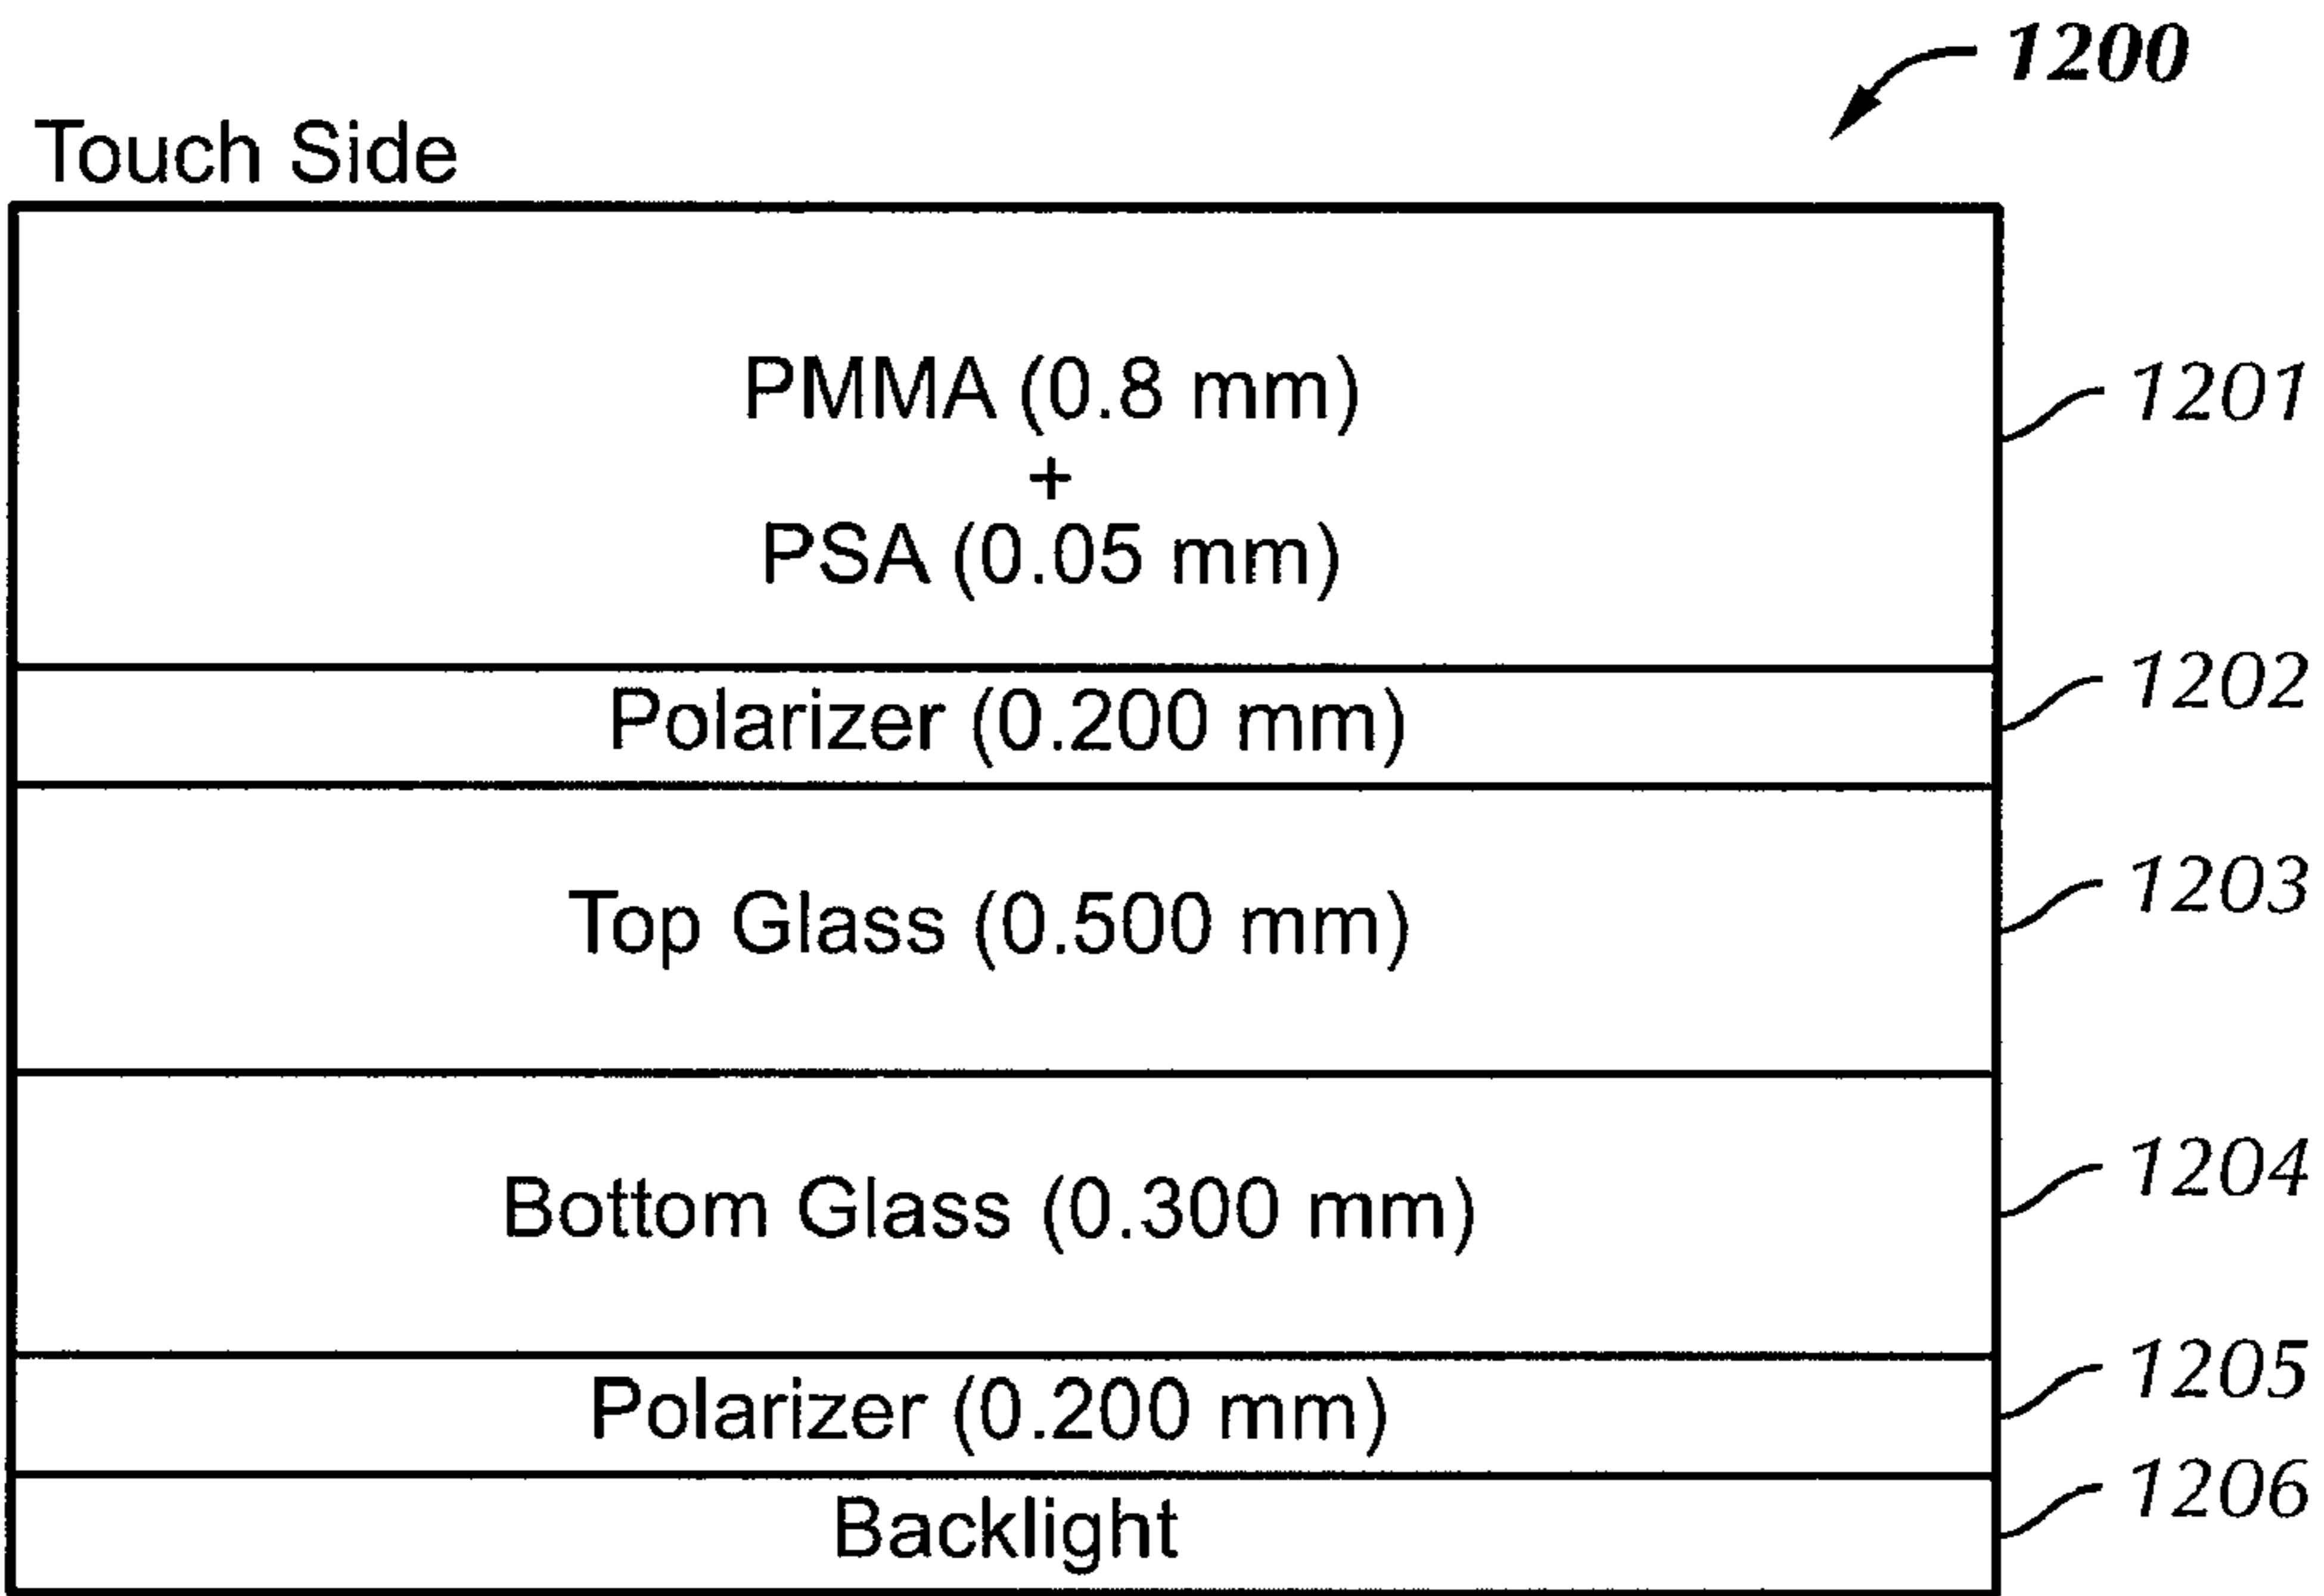 1200
Touch Side
PMMA (0.8 mm)
+
PSA (0.05 mm)
1201
Polarizer (0.200 mm)
1202
Top Glass (0.500 mm)
1203
Bottom Glass (0.300 mm)
1204
Polarizer (0.200 mm)
1205
Backlight
1206